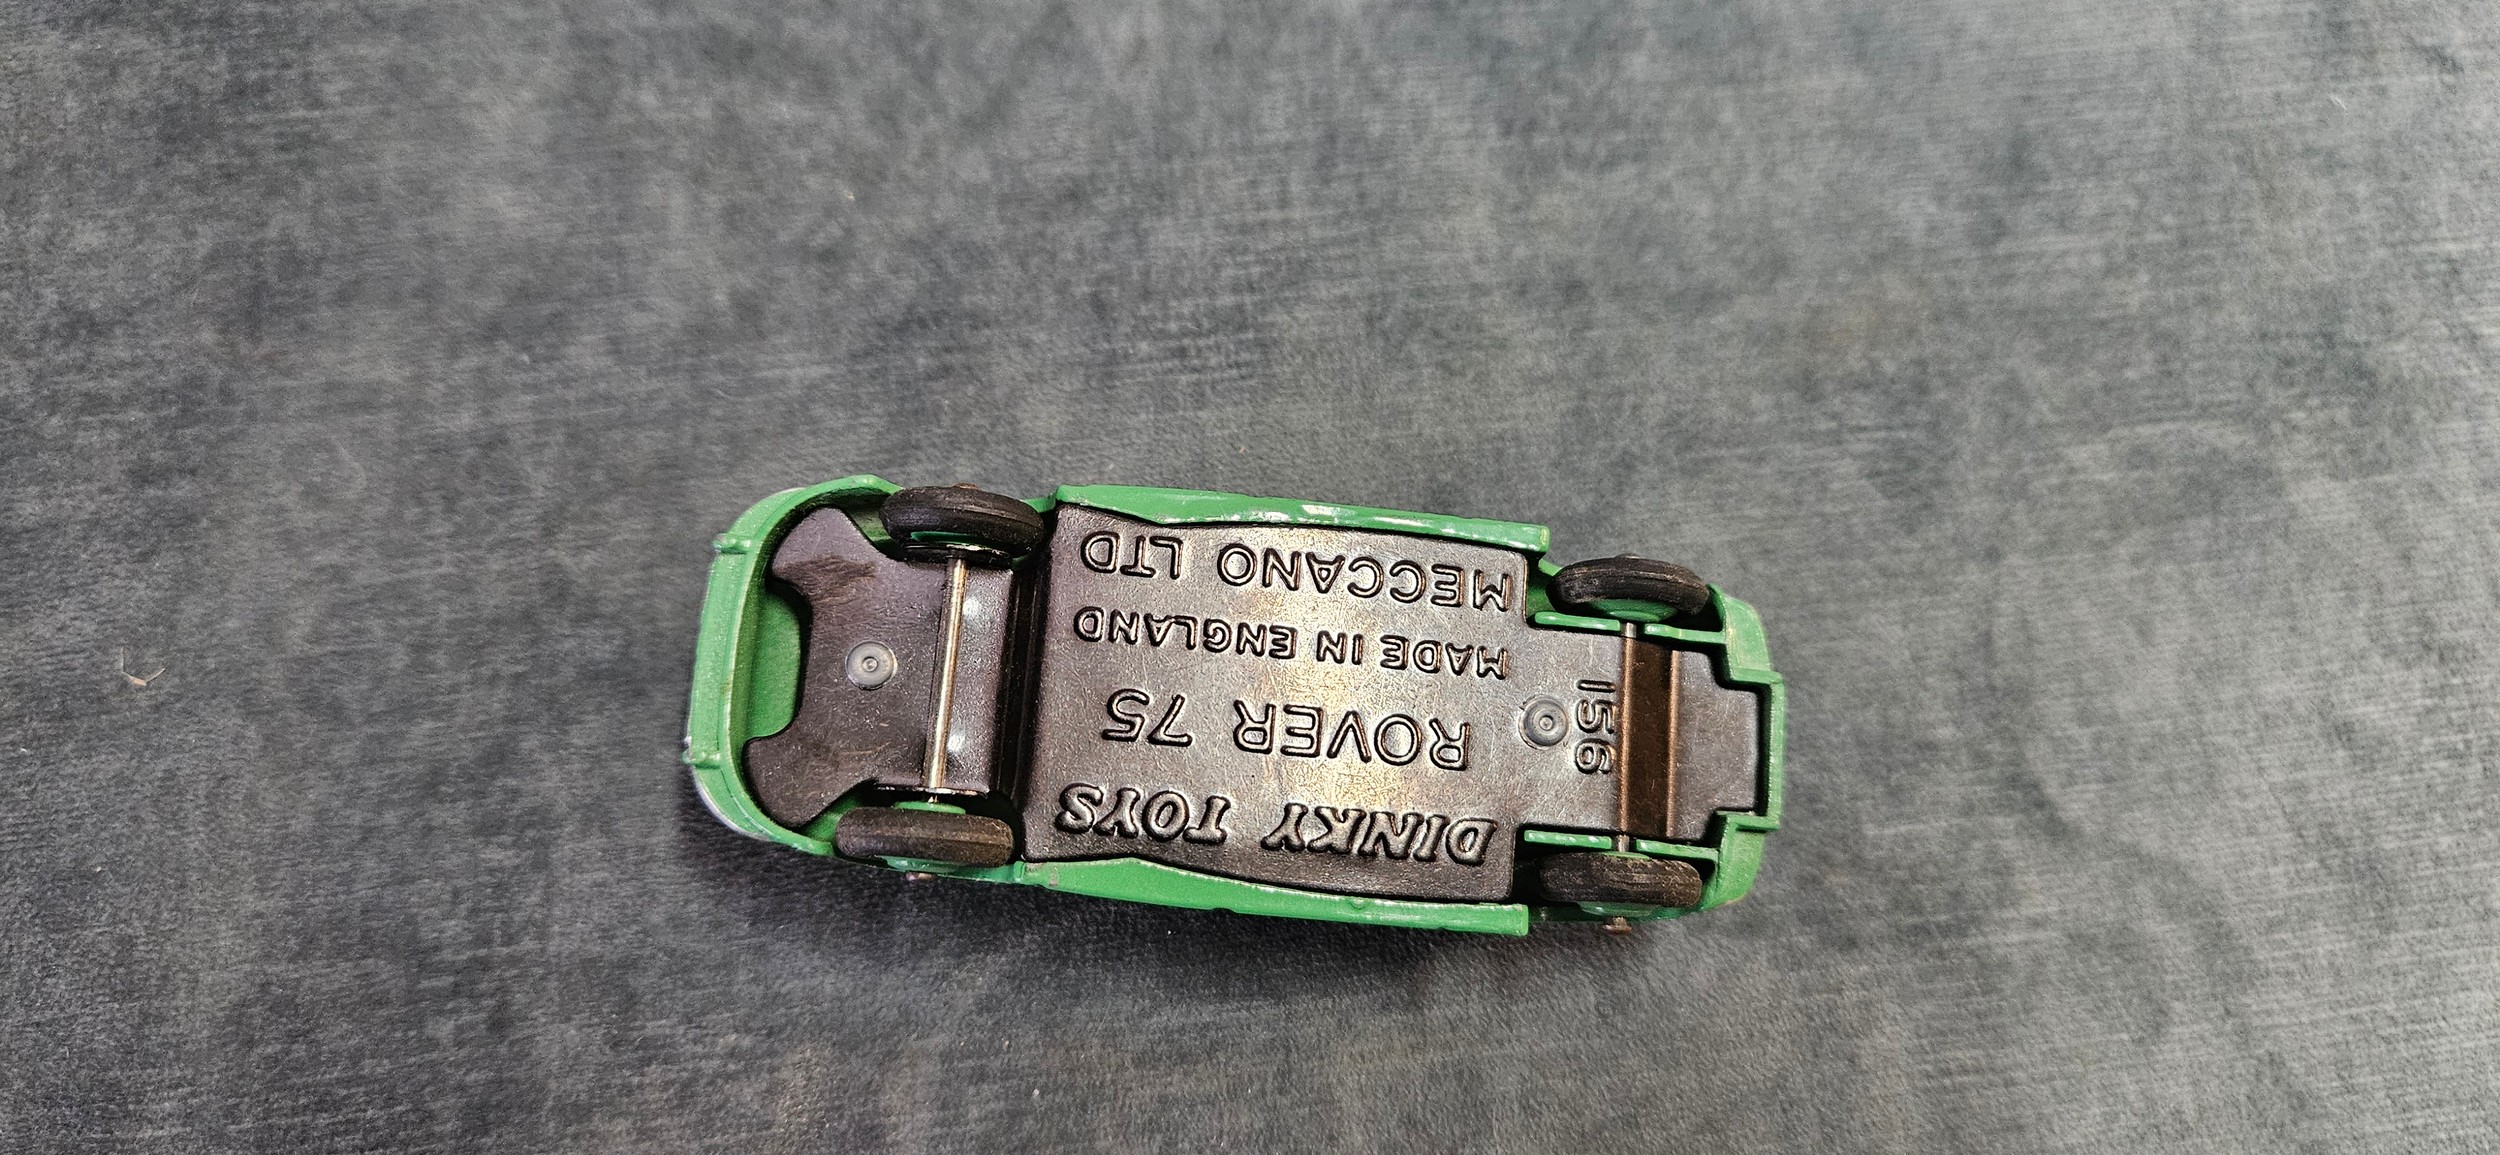 DINKY TOYS
ROVER 75
MADE IN ENGLAND
MECCANO LTD
156